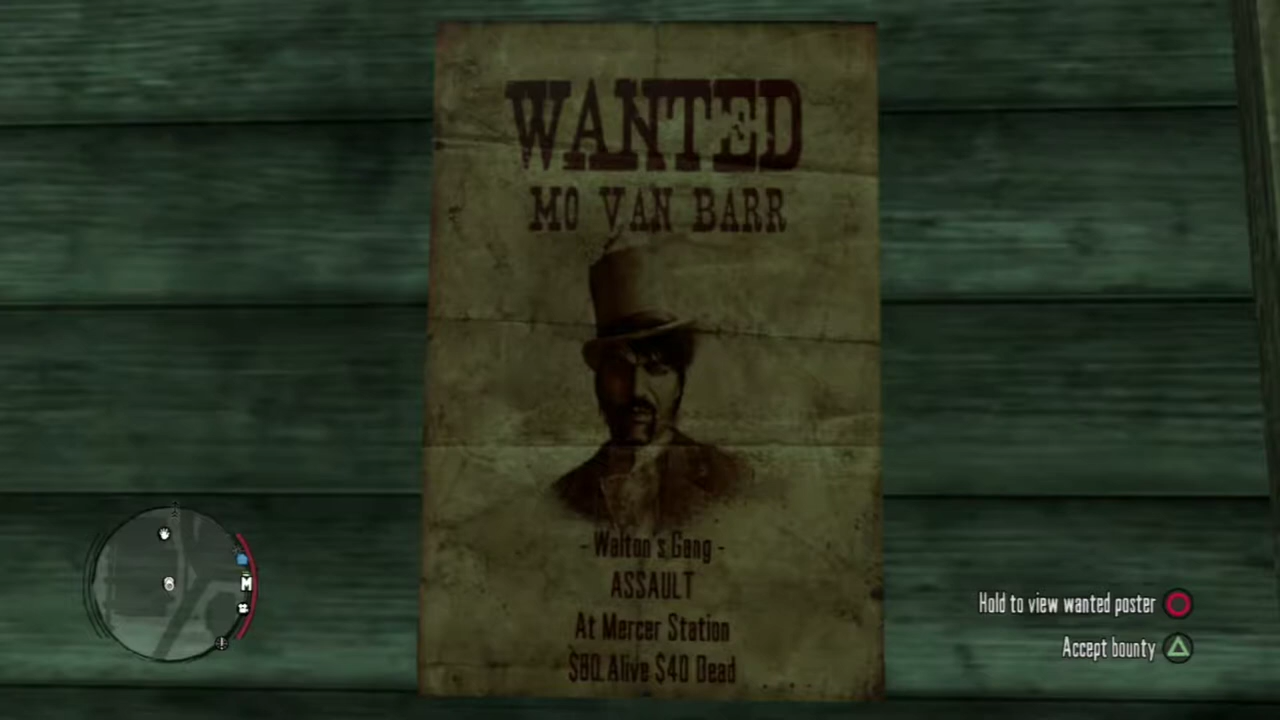 WANTED
MO VAN BARR
- Walton's Gang -
ASSAULT
At Mercer Station
$80 Alive $40 Dead
M
Hold to view wanted poster
Accept bounty